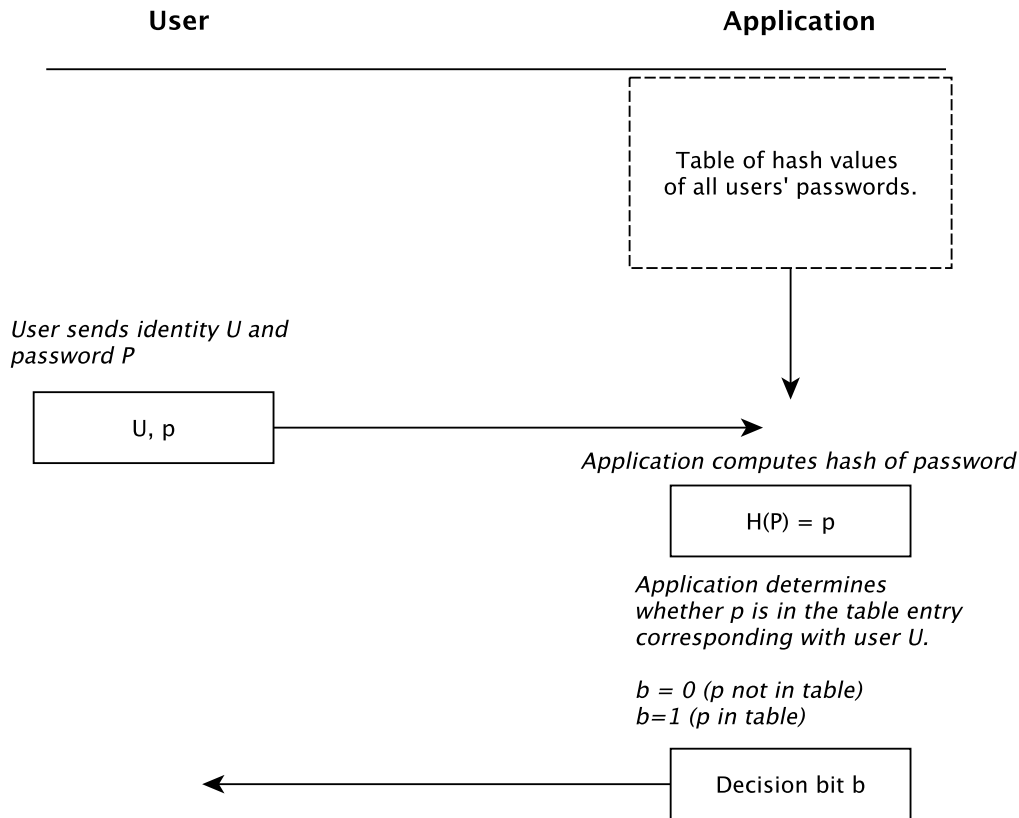 User
Application
Table of hash values
of all users' passwords.
User sends identity U and
password P
U, p
Application computes hash of password
H(P) = p
Application determines
whether p is in the table entry
corresponding with user U.
b = 0 (p not in table)
b=1 (p in table)
Decision bit b